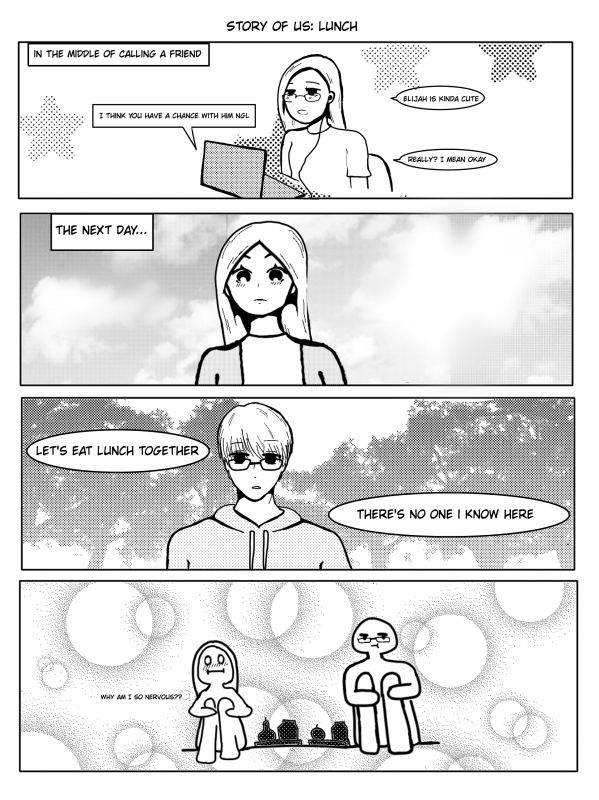 STORY OF US: LUNCH
IN THE MIDDLE OF CALLING A FRIEND
ELIJAH IS KINDA CUTE
I THINK YOU HAVE A CHANCE WITH HIM NGL
REALLY? I MEAN OKAY
THE NEXT DAY...
LET'S EAT LUNCH TOGETHER
THERE'S NO ONE I KNOW HERE
WHY AM I SO NERVOUS??